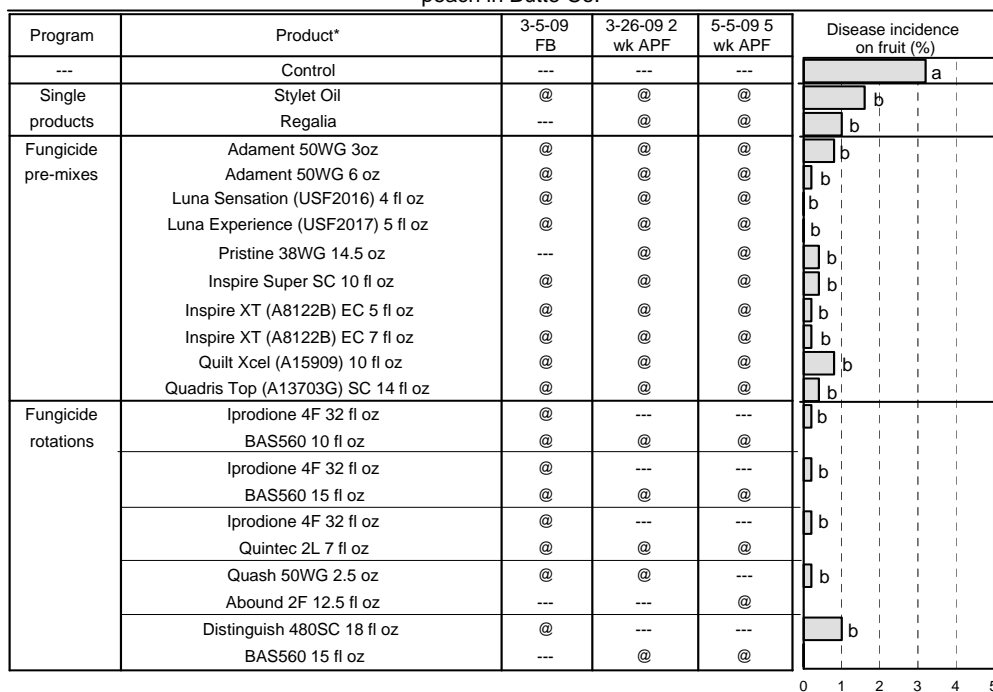 peach in Butte Co.
Program Product* 3-5-09 FB 3-26-09 2 wk APF 5-5-09 5 wk APF Disease incidence on fruit (%)
--- Control --- --- --- a
Single Stylet Oil @ @ @ b
products Regalia --- @ @ b
Fungicide Adament 50WG 3oz @ @ @ b
pre-mixes Adament 50WG 6 oz @ @ @ b
Luna Sensation (USF2016) 4 fl oz @ @ @ b
Luna Experience (USF2017) 5 fl oz @ @ @ b
Pristine 38WG 14.5 oz --- @ @ b
Inspire Super SC 10 fl oz @ @ @ b
Inspire XT (A8122B) EC 5 fl oz @ @ @ b
Inspire XT (A8122B) EC 7 fl oz @ @ @ b
Quilt Xcel (A15909) 10 fl oz @ @ @ b
Quadris Top (A13703G) SC 14 fl oz @ @ @ b
Fungicide Iprodione 4F 32 fl oz @ --- --- b
rotations BAS560 10 fl oz @ @ @
Iprodione 4F 32 fl oz @ --- --- b
BAS560 15 fl oz @ @ @
Iprodione 4F 32 fl oz @ --- --- b
Quintec 2L 7 fl oz @ @ @
Quash 50WG 2.5 oz @ @ --- b
Abound 2F 12.5 fl oz --- --- @
Distinguish 480SC 18 fl oz @ --- --- b
BAS560 15 fl oz --- @ @
0 1 2 3 4 5